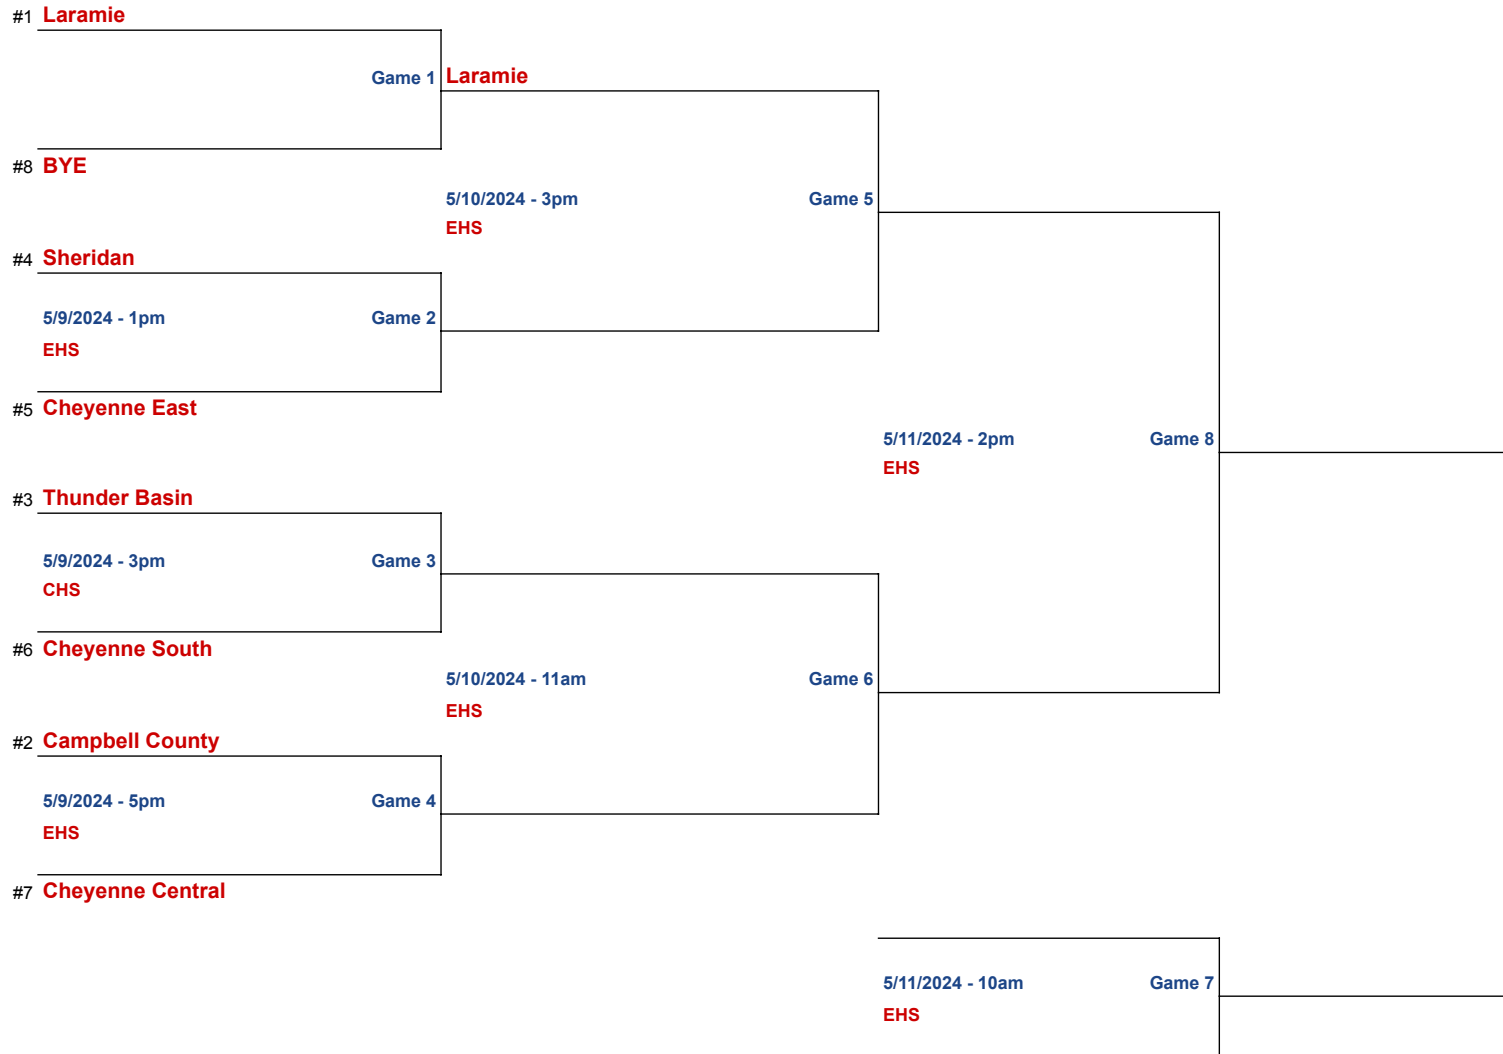 #1 Laramie
Game 1 Laramie
#8 BYE
5/10/2024 - 3pm Game 5
EHS
#4 Sheridan
5/9/2024 - 1pm Game 2
EHS
#5 Cheyenne East
5/11/2024 - 2pm Game 8
EHS
#3 Thunder Basin
5/9/2024 - 3pm Game 3
CHS
#6 Cheyenne South
5/10/2024 - 11am Game 6
EHS
#2 Campbell County
5/9/2024 - 5pm Game 4
EHS
#7 Cheyenne Central
5/11/2024 - 10am Game 7
EHS